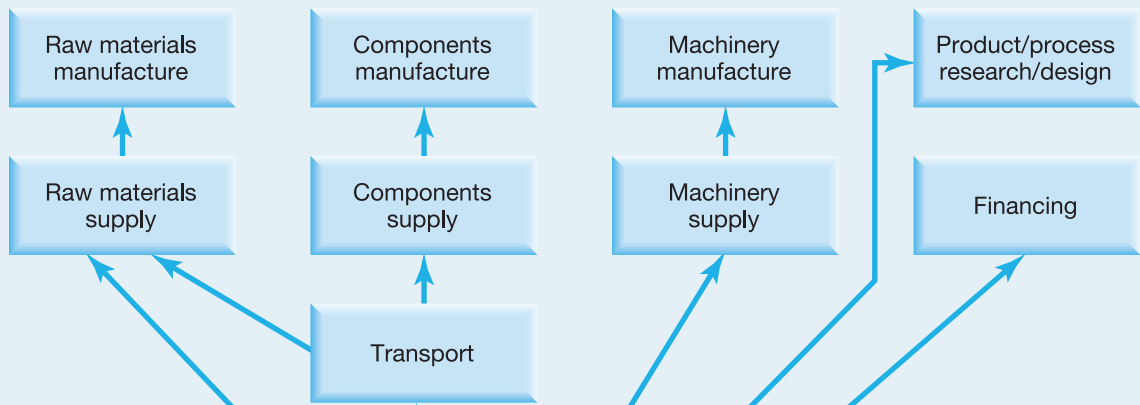 Raw materials
manufacture
Components
manufacture
Machinery
manufacture
Product/process
research/design
Raw materials
supply
Components
supply
Machinery
supply
Financing
Transport